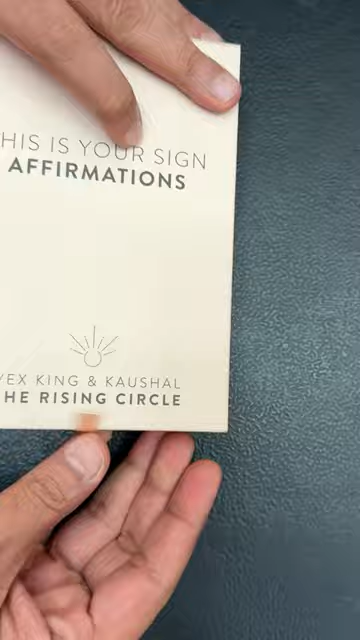 HIS IS YOUR SIGN
AFFIRMATIONS
VEX KING & KAUSHAL
HE RISING CIRCLE